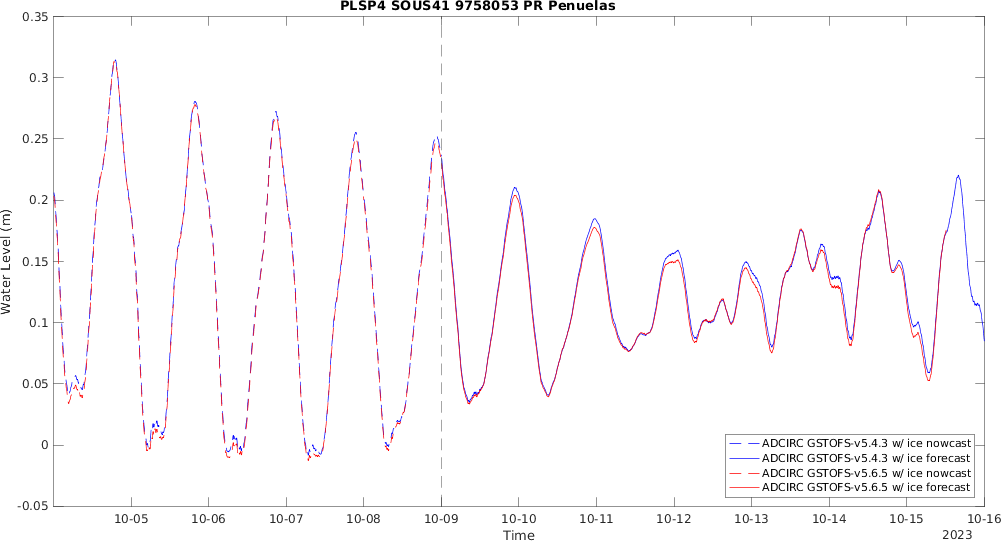 PLSP4 SOUS41 9758053 PR Penuelas
0.35
0.3
0.25
0.2
0.15
0.1
0.05
0
-0.05
Water Level (m)
ADCIRC GSTOFS-v5.4.3 w/ ice nowcast
ADCIRC GSTOFS-v5.4.3 w/ ice forecast
ADCIRC GSTOFS-v5.6.5 w/ ice nowcast
ADCIRC GSTOFS-v5.6.5 w/ ice forecast
10-05 10-06 10-07 10-08 10-09 10-10 10-11 10-12 10-13 10-14 10-15 10-16
Time
2023